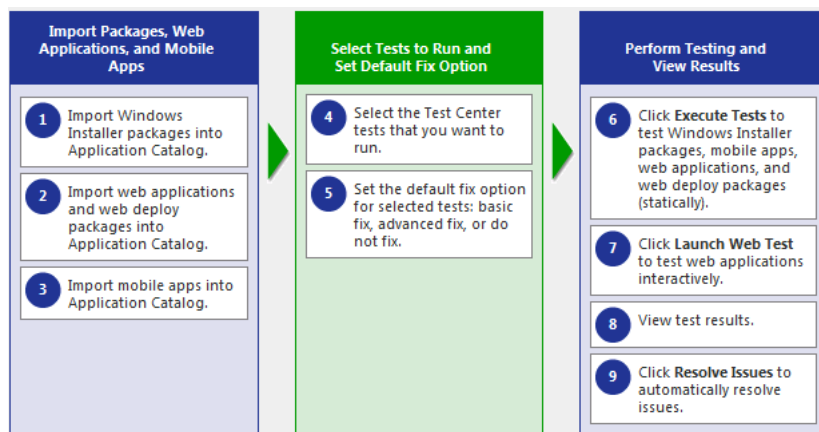 Import Packages, Web
Applications, and Mobile
Apps
1
Import Windows
Installer packages into
Application Catalog.
2
Import web applications
and web deploy
packages into
Application Catalog.
3
Import mobile apps into
Application Catalog.
Select Tests to Run and
Set Default Fix Option
4
Select the Test Center
tests that you want to
run.
5
Set the default fix option
for selected tests: basic
fix, advanced fix, or do
not fix.
Perform Testing and
View Results
6
Click Execute Tests to
test Windows Installer
packages, mobile apps,
web applications, and
web deploy packages
(statically).
7
Click Launch Web Test
to test web applications
interactively.
8
View test results.
9
Click Resolve Issues to
automatically resolve
issues.